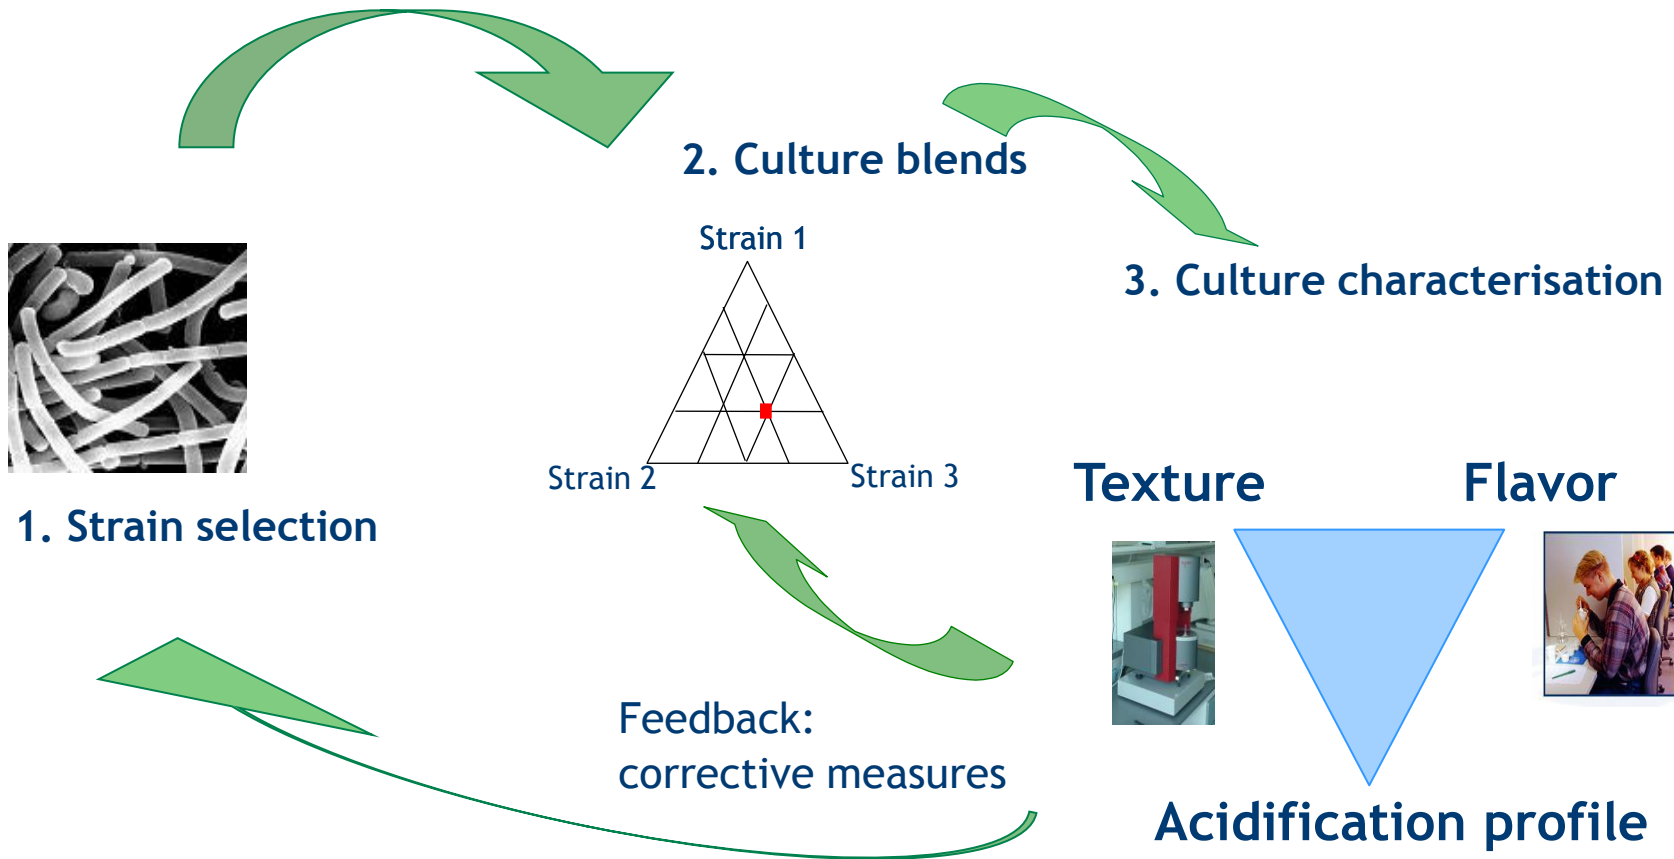 2. Culture blends
Strain 1
3. Culture characterisation
Strain 2
Strain 3
1. Strain selection
Texture
Flavor
Feedback:
corrective measures
Acidification profile